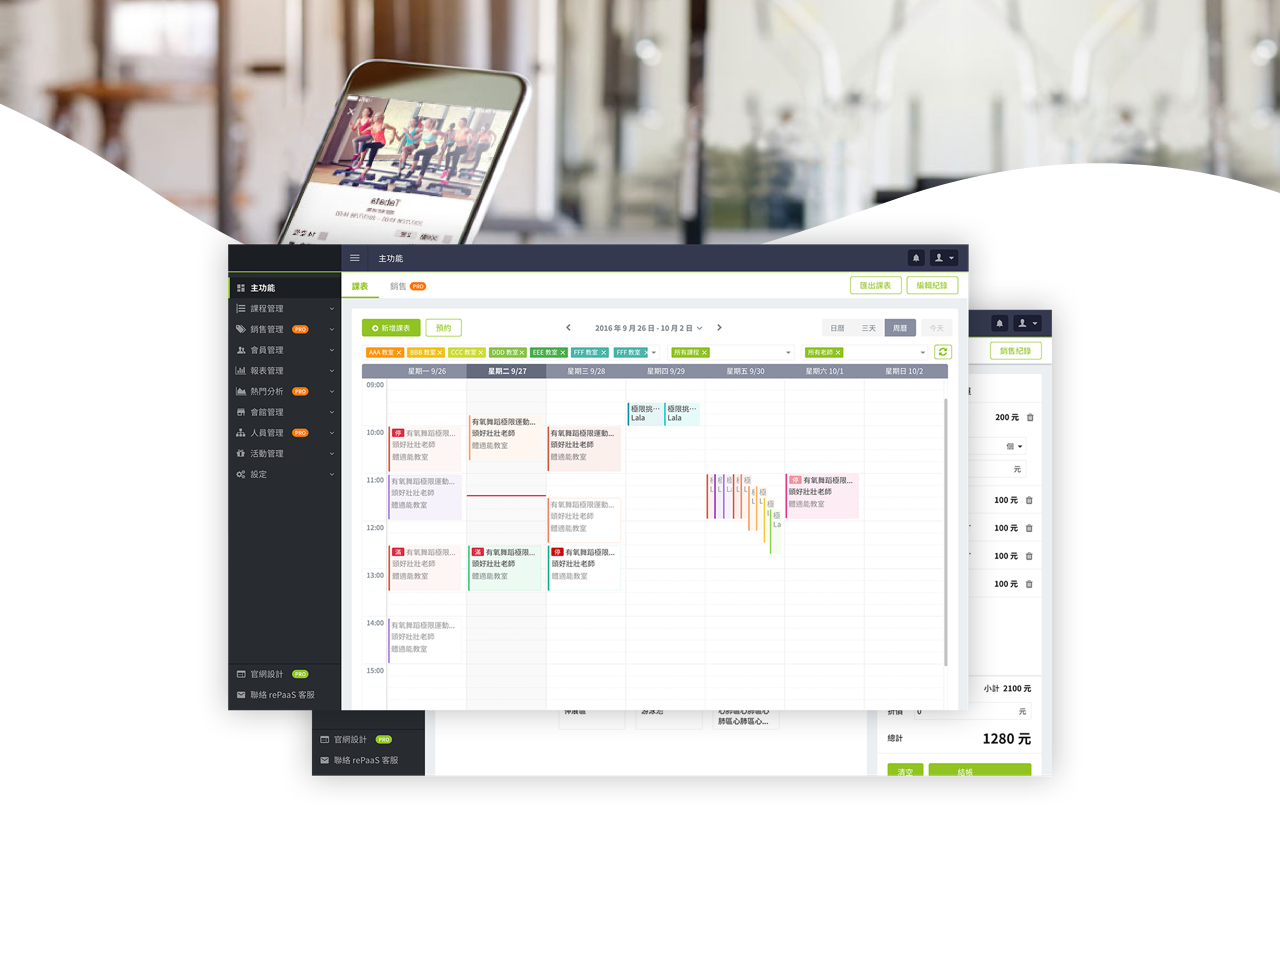 主功能
主功能
課程管理
銷售管理 PRO
會員管理
報表管理
熱門分析 PRO
會館管理
人員管理 PRO
活動管理
設定
官網設計 PRO
聯絡 rePaaS 客服
課表 銷售 PRO 匯出課表 編輯紀錄
新增課表 預約 2016 年 9 月 26 日 - 10 月 2 日 日曆 三天 周曆 今天
AAA 教室 BBB 教室 CCC 教室 DDD 教室 EEE 教室 FFF 教室 FFF 教室 所有課程 所有老師
星期一 9/26 星期二 9/27 星期三 9/28 星期四 9/29 星期五 9/30 星期六 10/1 星期日 10/2
09:00
10:00
11:00
12:00
13:00
14:00
15:00
停 有氧舞蹈極限...
頭好壯壯老師
體適能教室
有氧舞蹈極限運動...
頭好壯壯老師
體適能教室
滿 有氧舞蹈極限...
頭好壯壯老師
體適能教室
有氧舞蹈極限運動...
頭好壯壯老師
體適能教室
有氧舞蹈極限運動...
頭好壯壯老師
體適能教室
滿 有氧舞蹈極限...
頭好壯壯老師
體適能教室
有氧舞蹈極限運動...
頭好壯壯老師
體適能教室
有氧舞蹈極限運動...
頭好壯壯老師
體適能教室
停 有氧舞蹈極限...
頭好壯壯老師
體適能教室
極限挑...
Lala
極限挑...
Lala
極
La
停 有氧舞蹈極限...
頭好壯壯老師
體適能教室
銷售紀錄
200 元
個
元
100 元
100 元
100 元
100 元
小計 2100 元
折價 0 元
總計 1280 元
清空 結帳
伸展區 游泳池 心肺區心肺區心
肺區心肺區心...
官網設計 PRO
聯絡 rePaaS 客服